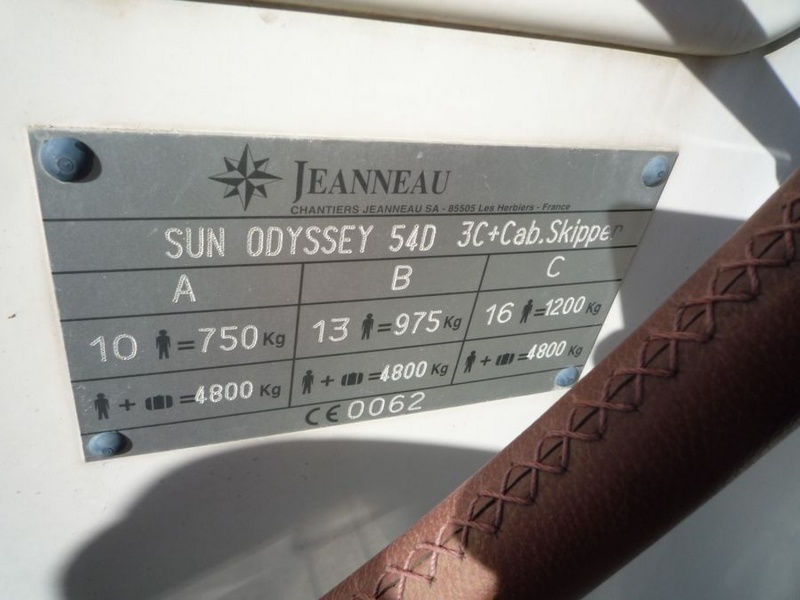 JEANNEAU
CHANTIERS JEANNEAU SA - 85505 Les Herbiers - France
SUN ODYSSEY 54D 3C+Cab.Skipper
A B C
10 =750 Kg 13 =975 Kg 16 =1200 Kg
+ =4800 Kg + =4800 Kg + =4800 Kg
CE 0062